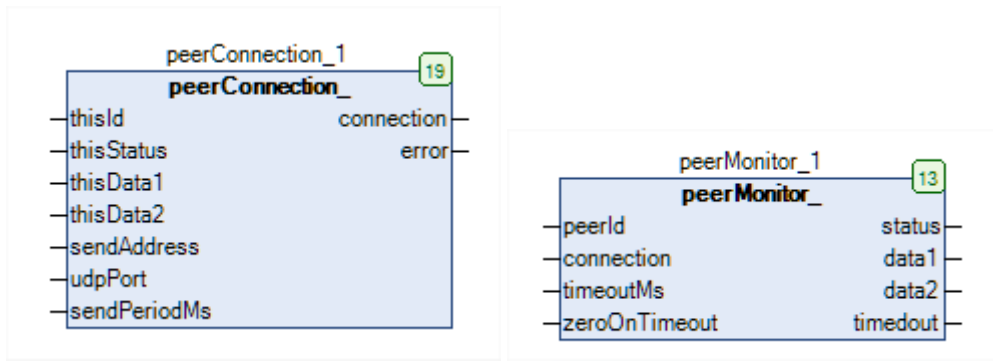 peerConnection_1
19
peerConnection_
thisId connection
thisStatus error
thisData1
thisData2
sendAddress
udpPort
sendPeriodMs
peerMonitor_1
13
peerMonitor_
peerId status
connection data1
timeoutMs data2
zeroOnTimeout timedout